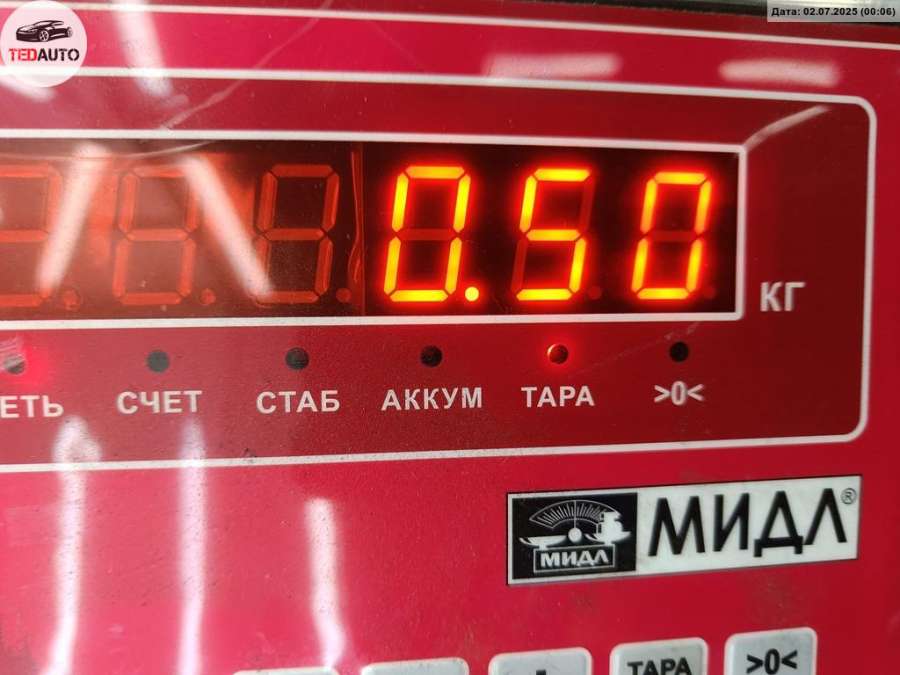 TEDAUTO
Дата: 02.07.2025 (00:06)
0.50
КГ
ЕТЬ СЧЕТ СТАБ АККУМ ТАРА >0<
МИДЛ МИДЛ®
ТАРА >0<